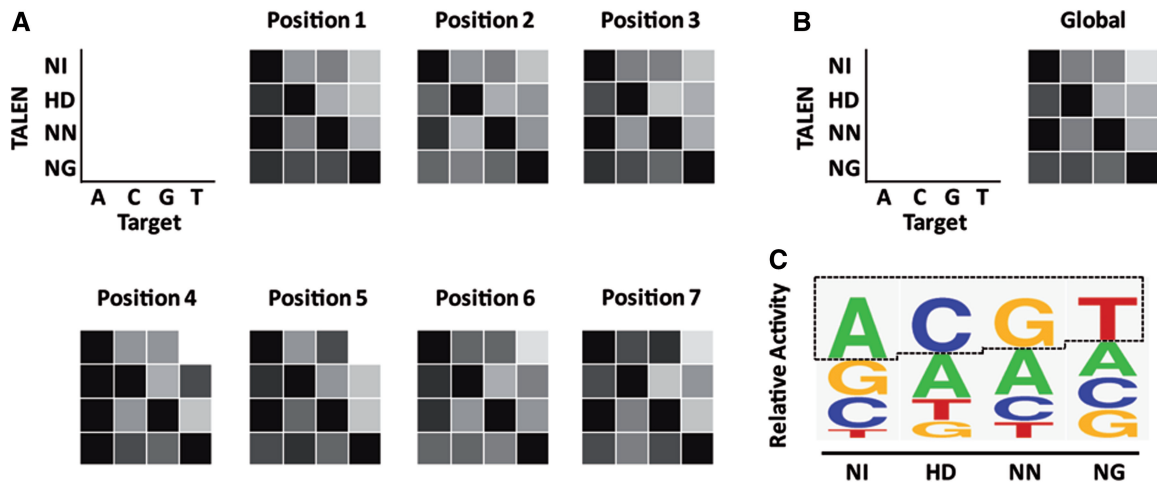 A
Position 1
Position 2
Position 3
TALEN
NI
HD
NN
NG
A C G T
Target
Position 4
Position 5
Position 6
Position 7
B
Global
TALEN
NI
HD
NN
NG
A C G T
Target
C
Relative Activity
A C G T
G A A A
C T C C
T G T G
NI HD NN NG